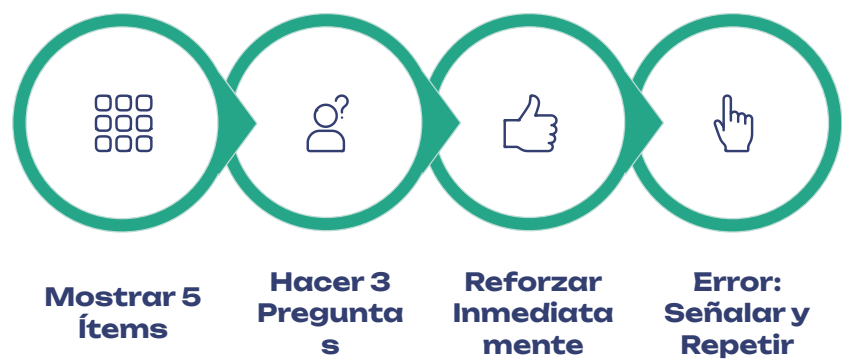 Mostrar 5
Ítems
Hacer 3
Pregunta
s
Reforzar
Inmediata
mente
Error:
Señalar y
Repetir